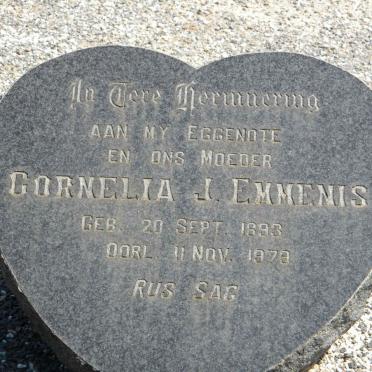 In Tere Herinnering
AAN MY EGGENOTE
EN ONS MOEDER
CORNELIA J. EMMENIS
GEB. 20 SEPT. 1893
OORL. 11 NOV. 1979
RUS SAG